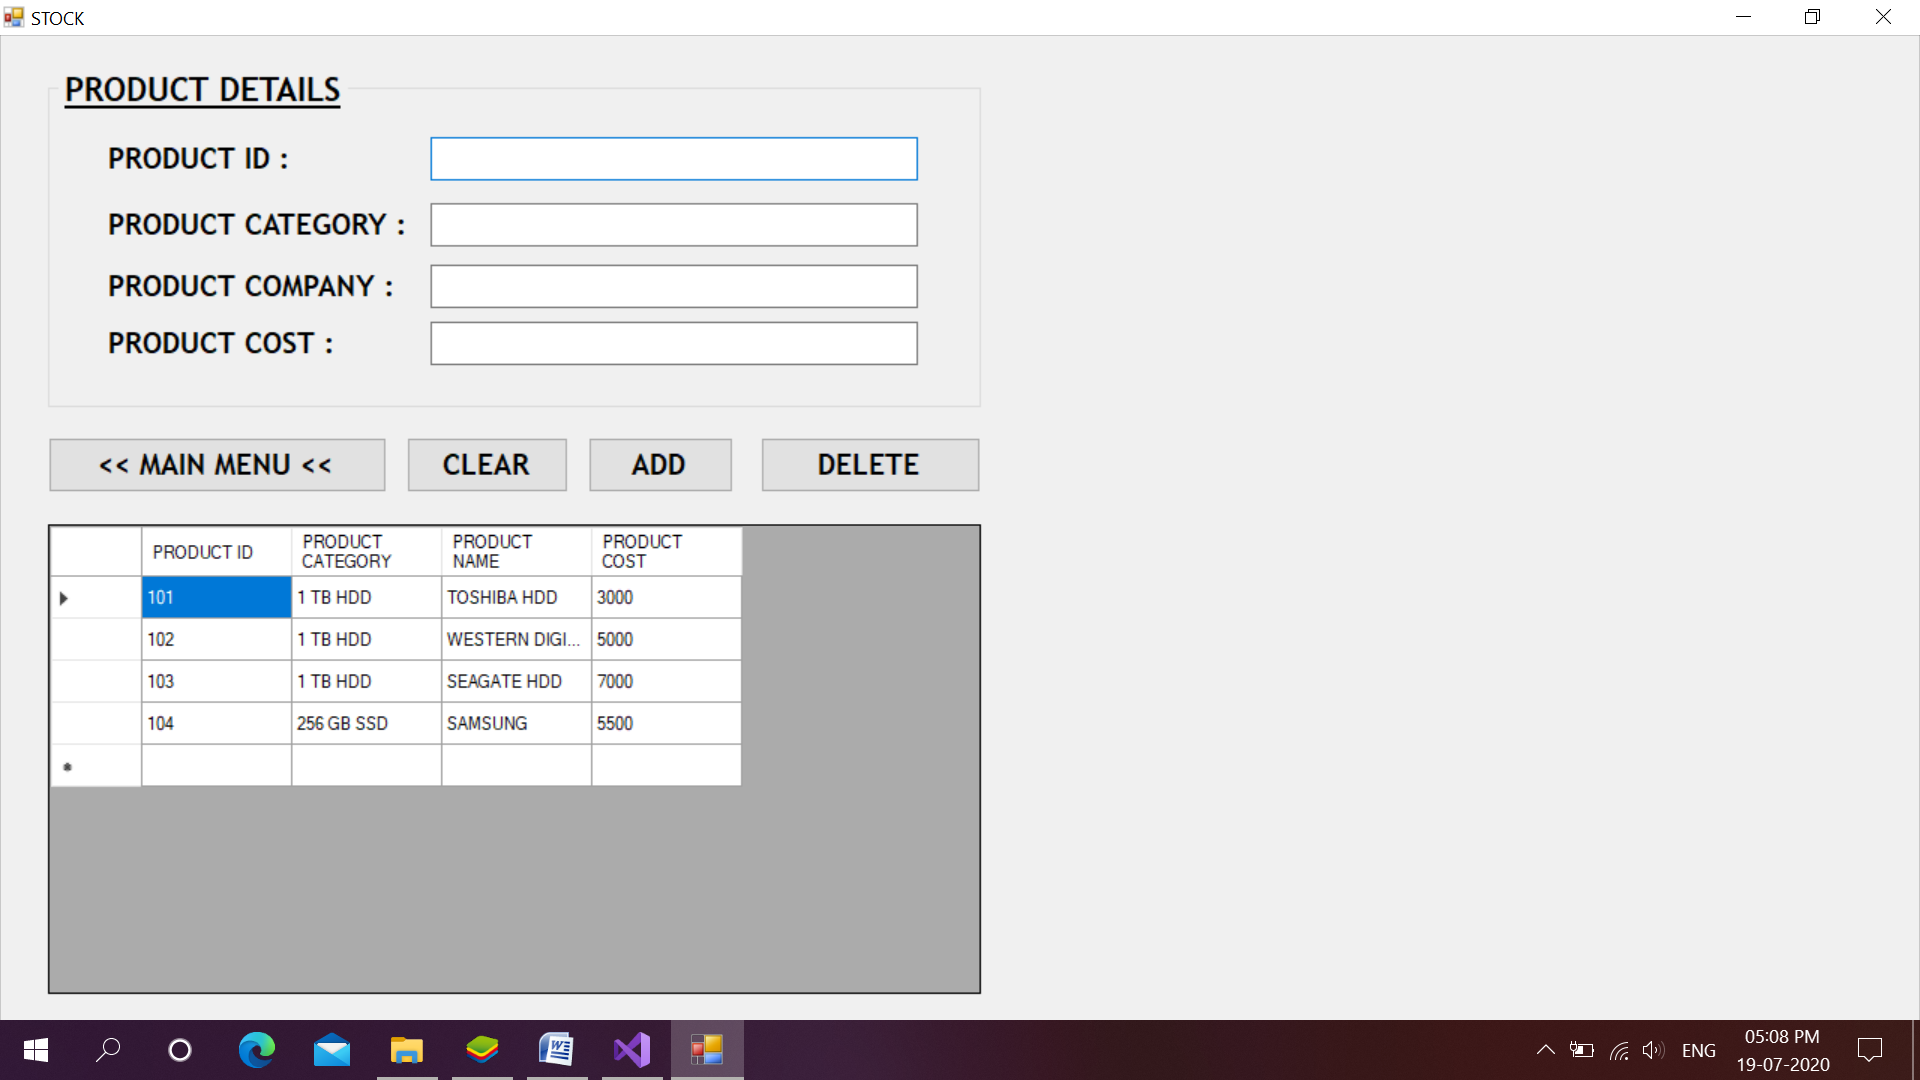 STOCK
PRODUCT DETAILS
PRODUCT ID :
PRODUCT CATEGORY :
PRODUCT COMPANY :
PRODUCT COST :
<< MAIN MENU << CLEAR ADD DELETE
PRODUCT ID PRODUCT CATEGORY PRODUCT NAME PRODUCT COST
101 1 TB HDD TOSHIBA HDD 3000
102 1 TB HDD WESTERN DIGI... 5000
103 1 TB HDD SEAGATE HDD 7000
104 256 GB SSD SAMSUNG 5500
ENG
05:08 PM
19-07-2020